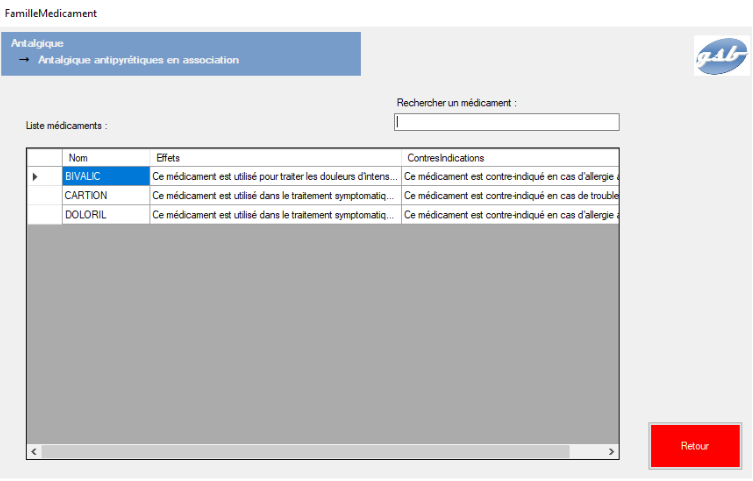 FamilleMedicament
Antalgique
→ Antalgique antipyrétiques en association
gsb
Rechercher un médicament :
Liste médicaments :
Nom Effets ContresIndications
BIVALIC Ce médicament est utilisé pour traiter les douleurs d'intens... Ce médicament est contre-indiqué en cas d'allergie a
CARTION Ce médicament est utilisé dans le traitement symptomatiq... Ce médicament est contre-indiqué en cas de trouble
DOLORIL Ce médicament est utilisé dans le traitement symptomatiq... Ce médicament est contre-indiqué en cas d'allergie a
Retour